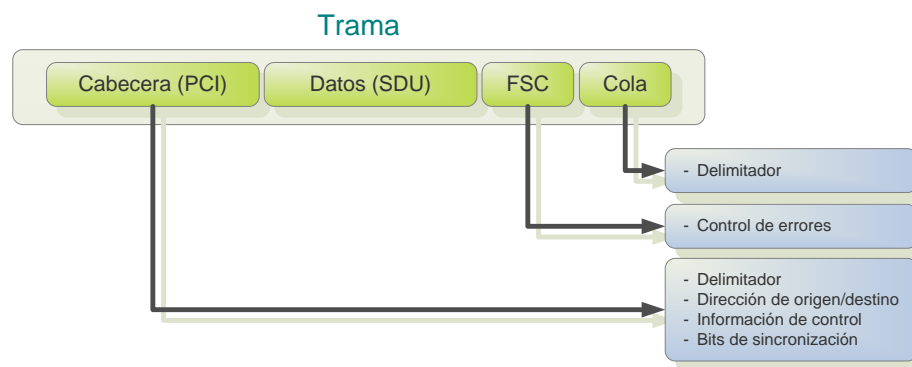 Trama
Cabecera (PCI)
Datos (SDU)
FSC
Cola
- Delimitador
- Control de errores
- Delimitador
- Dirección de origen/destino
- Información de control
- Bits de sincronización